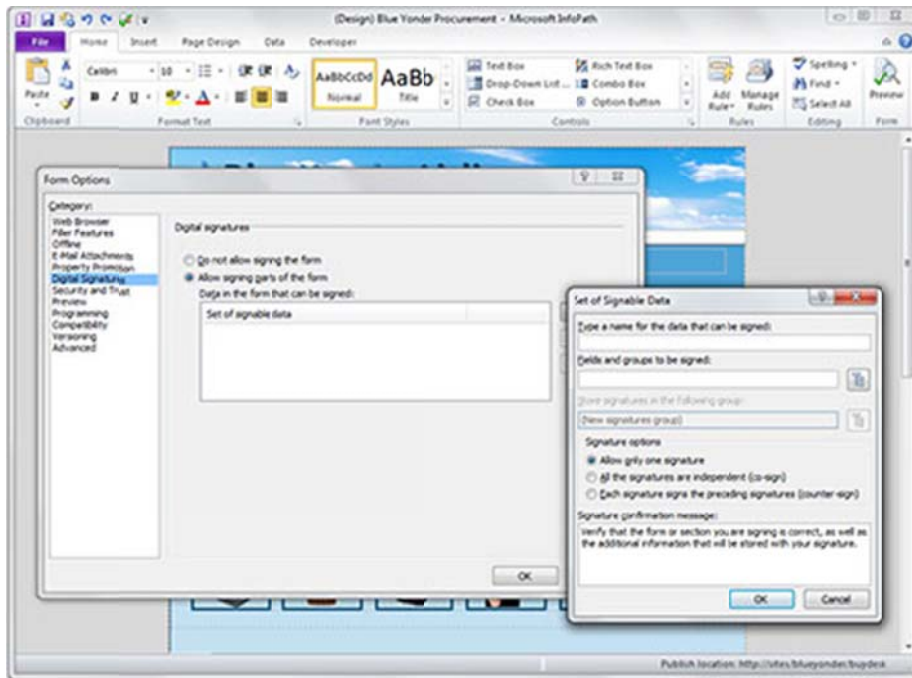 (Design) Blue Yonder Procurement - Microsoft InfoPath
File Home Insert Page Design Data Developer
Paste
Calibri 10
B I U
A
AaBbCcDd
Normal
AaBb
Title
Text Box
Drop-Down List ...
Check Box
Rich Text Box
Combo Box
Option Button
Add Rule
Manage Rules
Spelling
Find
Select All
Preview
Clipboard Format Text Font Styles Controls Rules Editing Form
Form Options
Category:
Web Browser
Filler Features
Offline
E-Mail Attachments
Property Promotion
Digital Signatures
Security and Trust
Preview
Programming
Compatibility
Versioning
Advanced
Digital signatures
Do not allow signing the form
Allow signing parts of the form
Data in the form that can be signed:
Set of signable data
OK
Set of Signable Data
Type a name for the data that can be signed:
Fields and groups to be signed:
Store signatures in the following group:
(New signatures group)
Signature options
Allow only one signature
All the signatures are independent (co-sign)
Each signature signs the preceding signatures (counter-sign)
Signature confirmation message:
Verify that the form or section you are signing is correct, as well as
the additional information that will be stored with your signature.
OK Cancel
Publish location: http://sites/blueyonder/buydesk